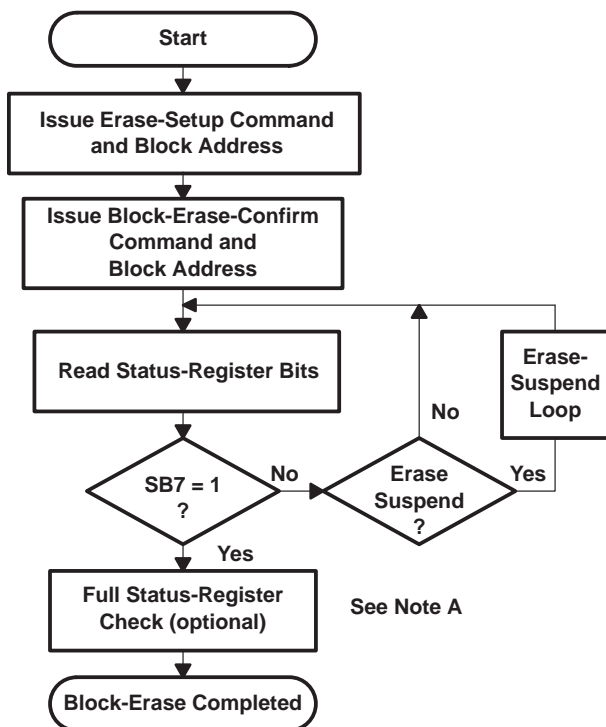 Start
Issue Erase-Setup Command
and Block Address
Issue Block-Erase-Confirm
Command and
Block Address
Read Status-Register Bits
Erase-
Suspend
Loop
No
SB7 = 1
?
No
Erase
Suspend
?
Yes
Yes
Full Status-Register
Check (optional)
See Note A
Block-Erase Completed